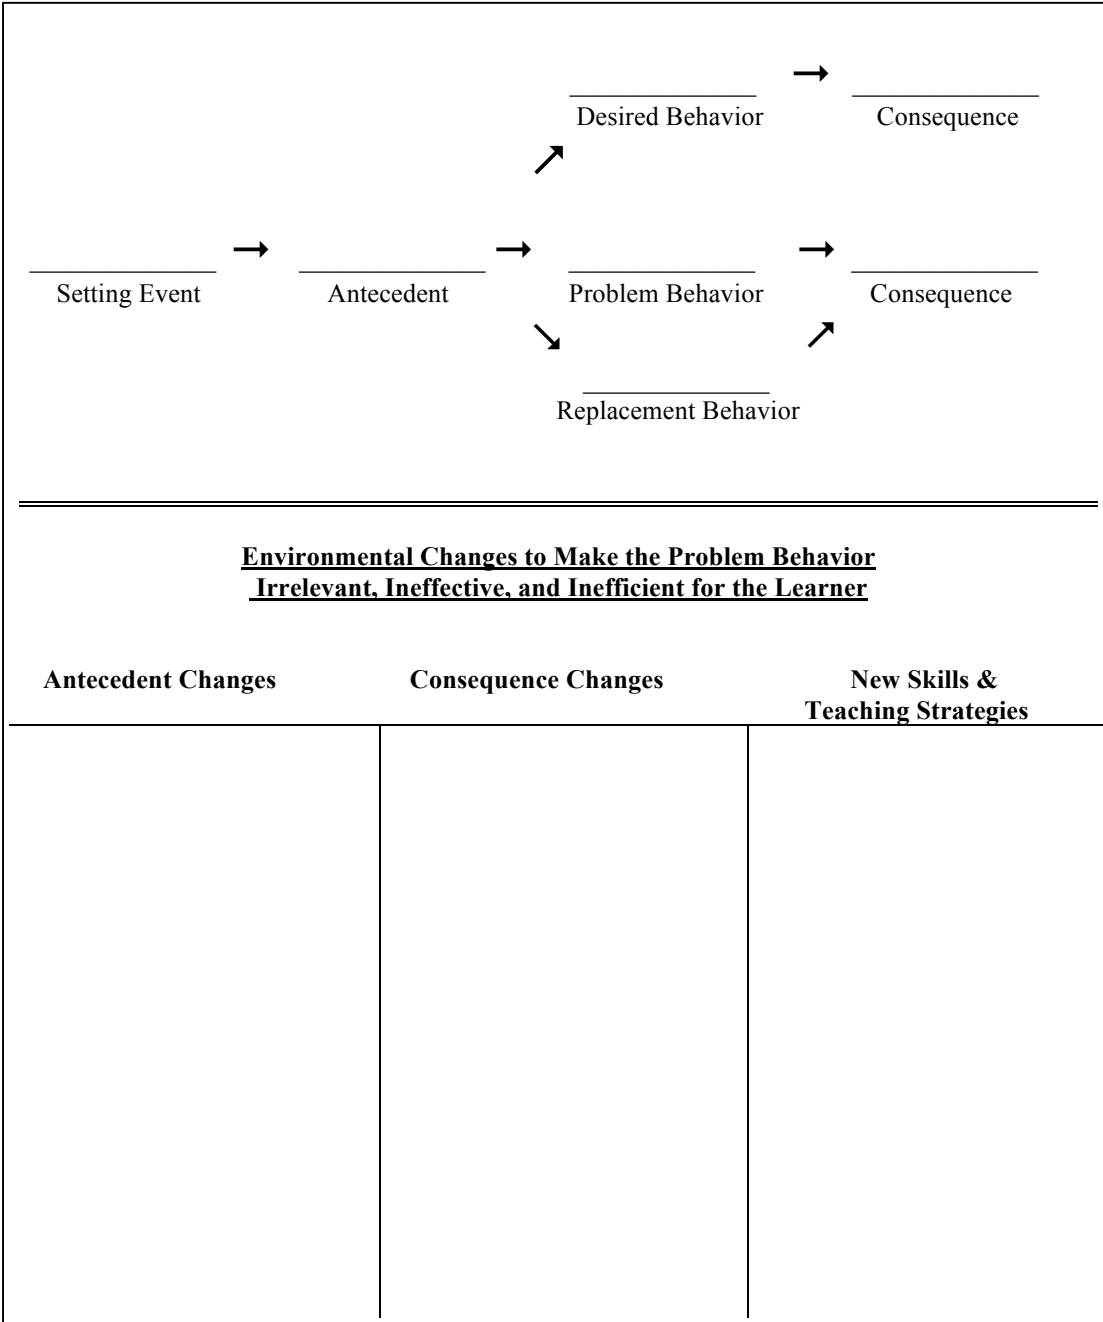 Desired Behavior Consequence
Setting Event Antecedent Problem Behavior Consequence
Replacement Behavior
Environmental Changes to Make the Problem Behavior
Irrelevant, Ineffective, and Inefficient for the Learner
Antecedent Changes Consequence Changes New Skills &
Teaching Strategies